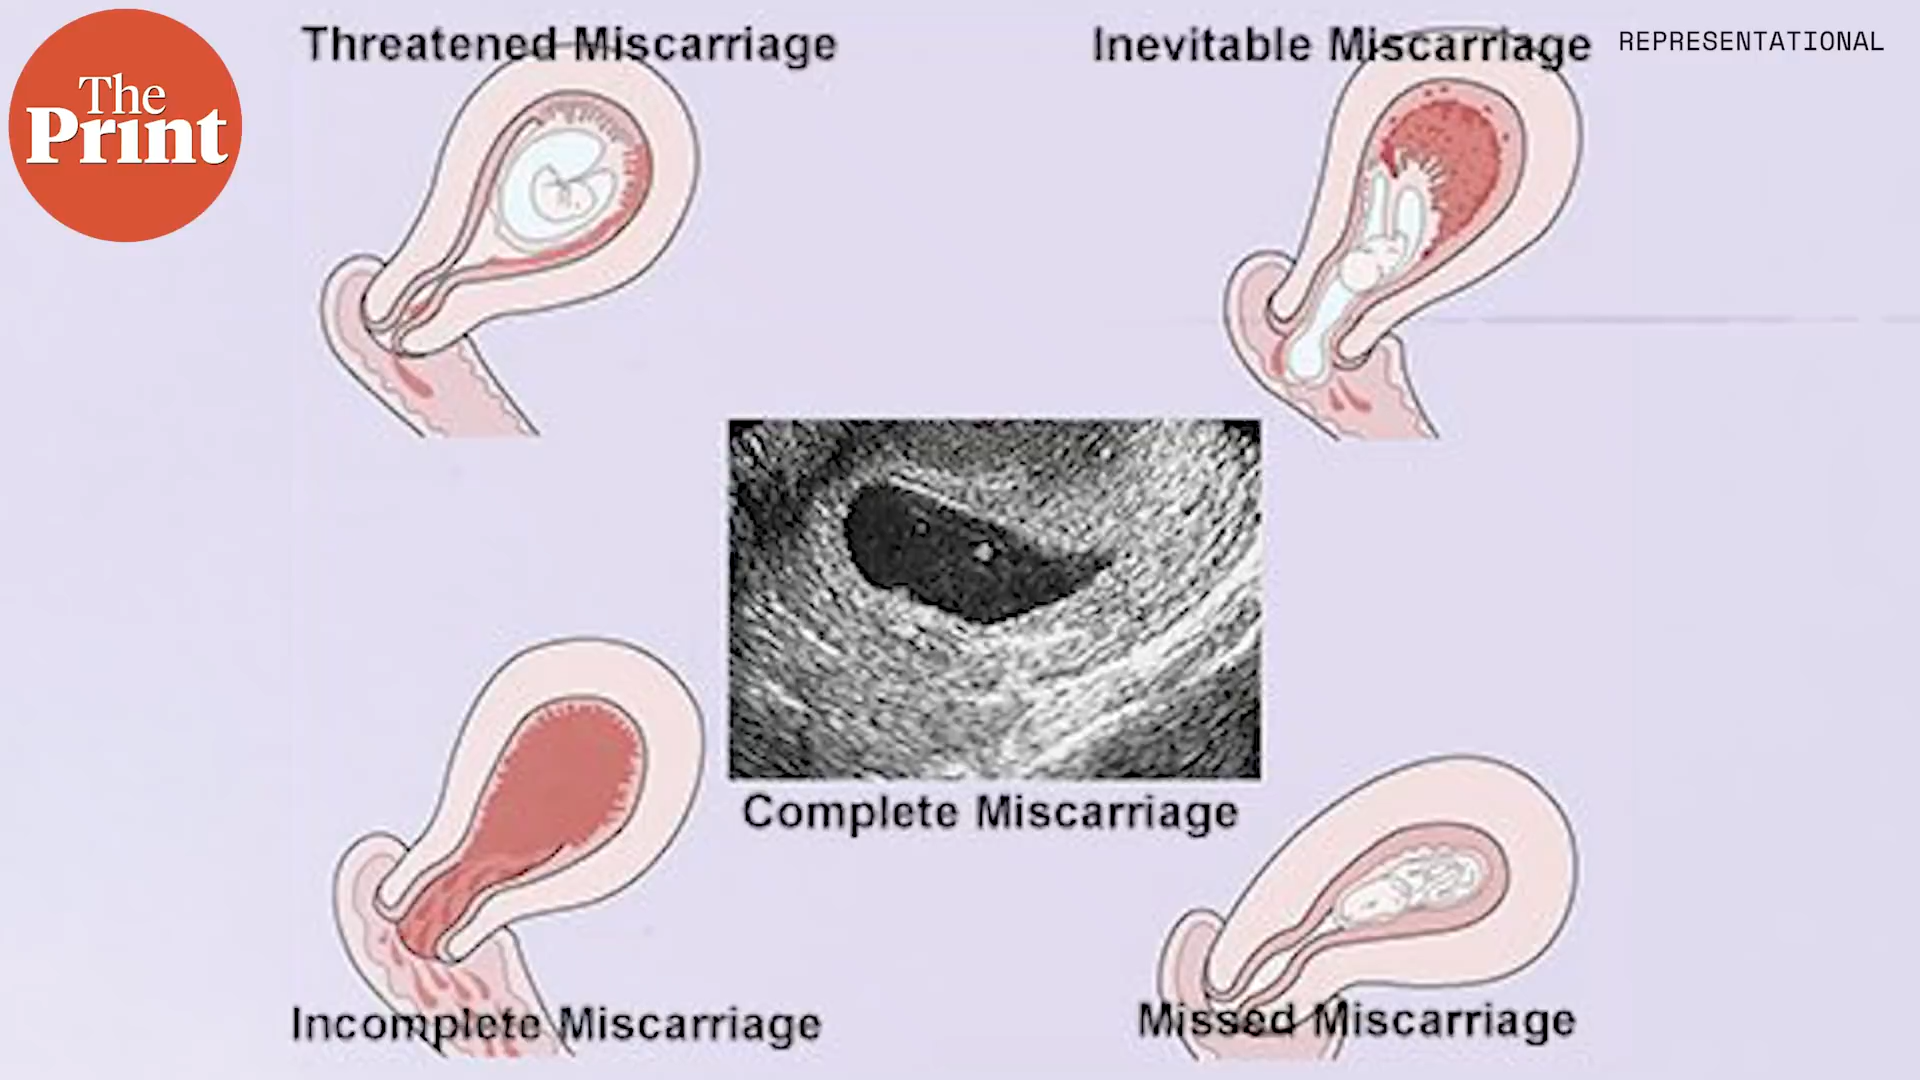 The
Print
Threatened Miscarriage
Inevitable Miscarriage
REPRESENTATIONAL
Complete Miscarriage
Incomplete Miscarriage
Missed Miscarriage